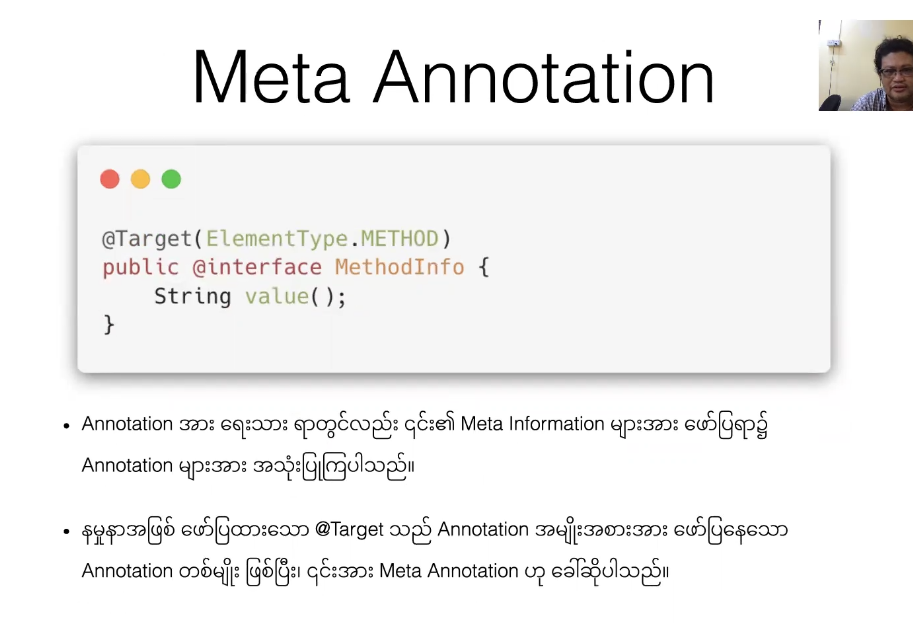 Meta Annotation
@Target(ElementType.METHOD)
public @interface MethodInfo {
    String value();
}
• Annotation အား ရေးသား ရာတွင်လည်း ၎င်း၏ Meta Information များအား ဖော်ပြရာ၌
Annotation များအား အသုံးပြုကြပါသည်။
• နမှုနာအဖြစ် ဖော်ပြထားသော @Target သည် Annotation အမျိုးအစားအား ဖော်ပြနေသော
Annotation တစ်မျိုး ဖြစ်ပြီး၊ ၎င်းအား Meta Annotation ဟု ခေါ်ဆိုပါသည်။